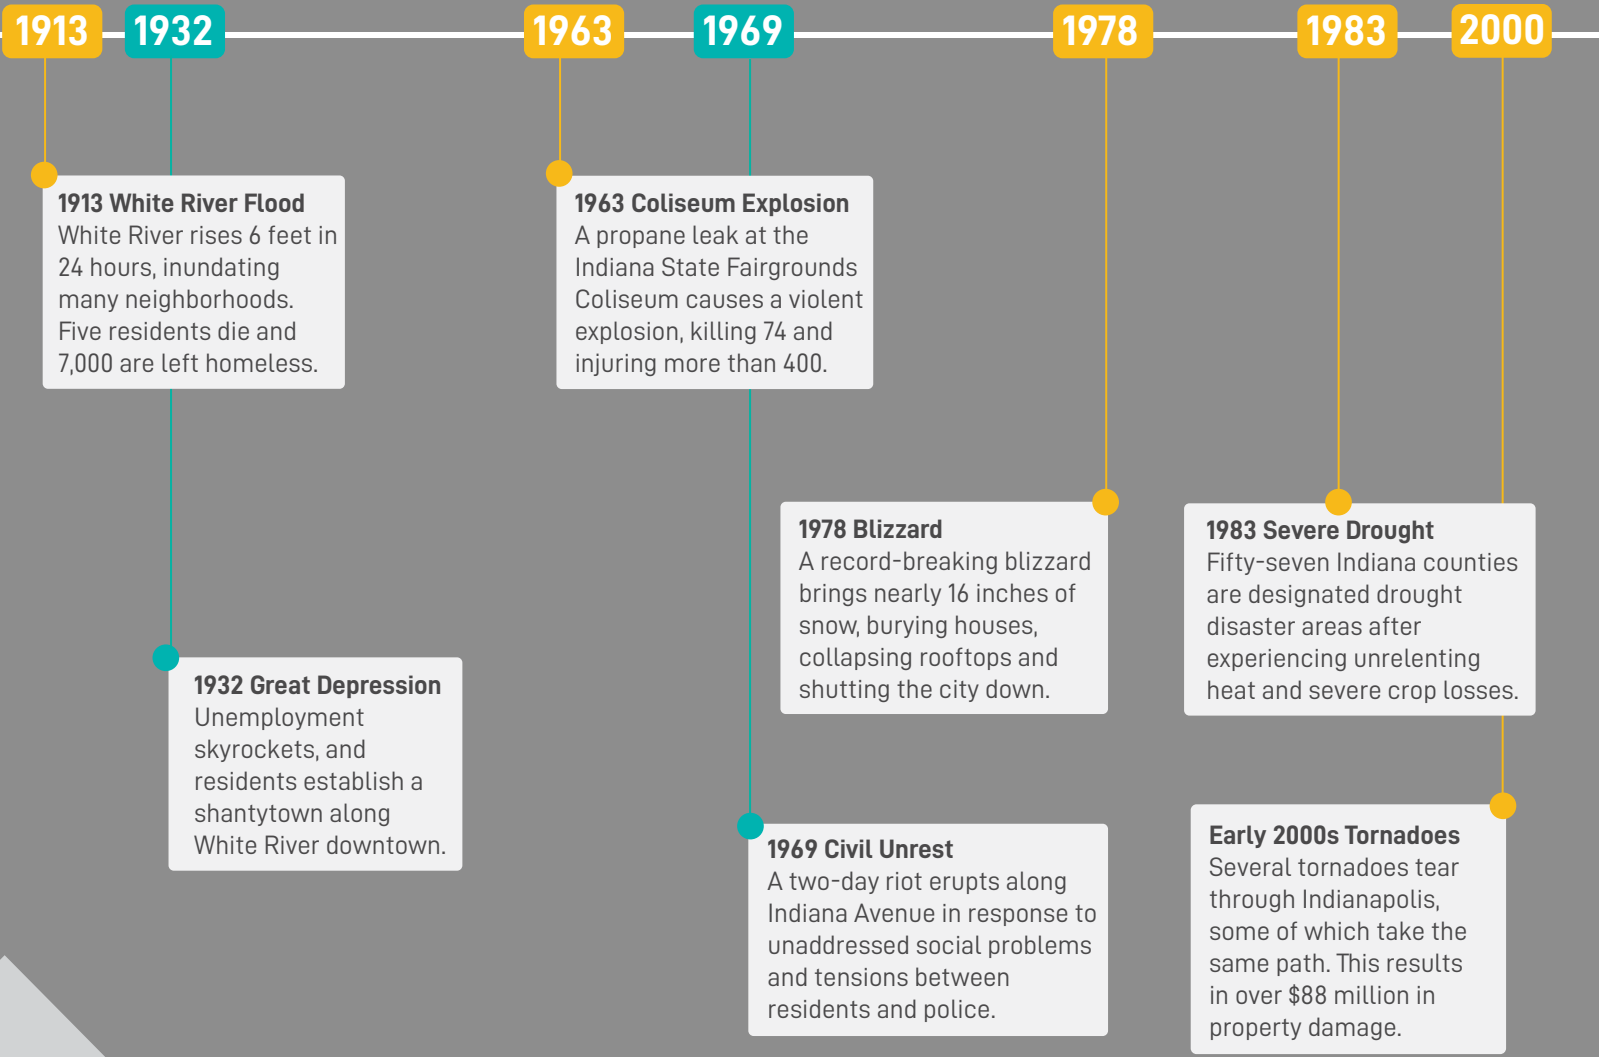 1913 1932 1963 1969 1978 1983 2000
1913 White River Flood
White River rises 6 feet in
24 hours, inundating
many neighborhoods.
Five residents die and
7,000 are left homeless.
1932 Great Depression
Unemployment
skyrockets, and
residents establish a
shantytown along
White River downtown.
1963 Coliseum Explosion
A propane leak at the
Indiana State Fairgrounds
Coliseum causes a violent
explosion, killing 74 and
injuring more than 400.
1969 Civil Unrest
A two-day riot erupts along
Indiana Avenue in response to
unaddressed social problems
and tensions between
residents and police.
1978 Blizzard
A record-breaking blizzard
brings nearly 16 inches of
snow, burying houses,
collapsing rooftops and
shutting the city down.
1983 Severe Drought
Fifty-seven Indiana counties
are designated drought
disaster areas after
experiencing unrelenting
heat and severe crop losses.
Early 2000s Tornadoes
Several tornadoes tear
through Indianapolis,
some of which take the
same path. This results
in over $88 million in
property damage.